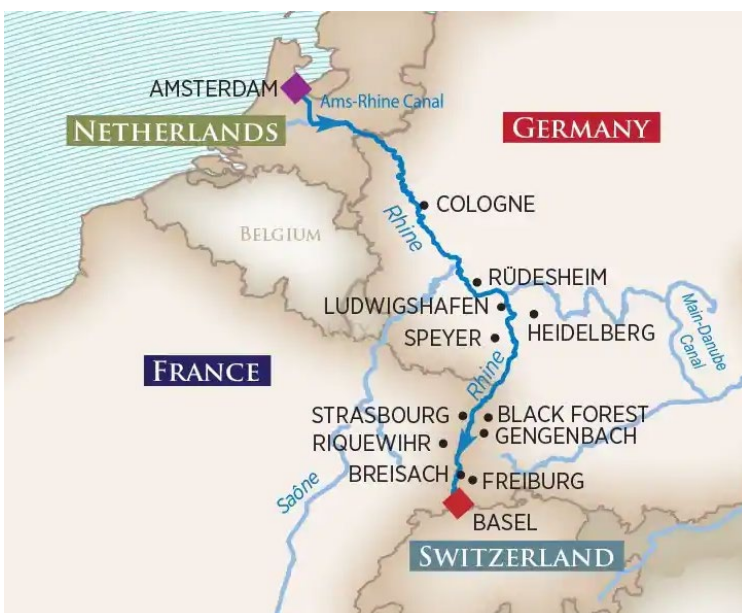 AMSTERDAM
Ams-Rhine Canal
NETHERLANDS
GERMANY
COLOGNE
Rhine
BELGIUM
RÜDESHEIM
LUDWIGSHAFEN
HEIDELBERG
Main-Danube
Canal
SPEYER
FRANCE
Rhine
STRASBOURG
BLACK FOREST
RIQUEWIHR
GENGENBACH
BREISACH
FREIBURG
Saône
BASEL
SWITZERLAND